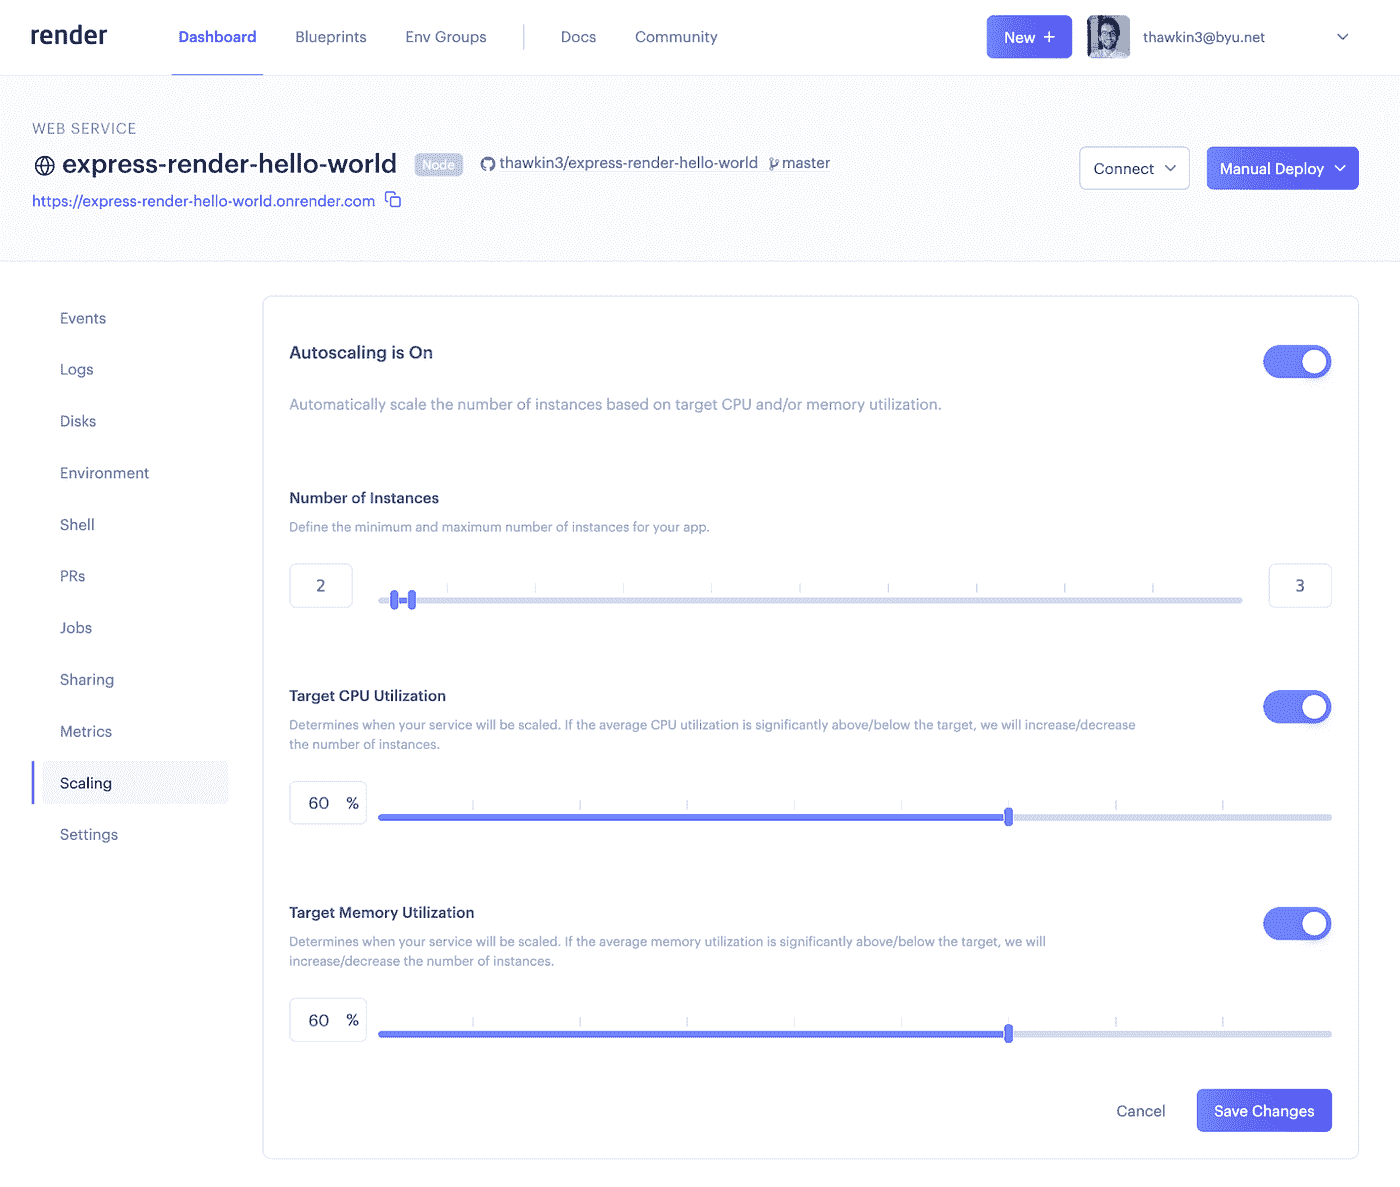 render Dashboard Blueprints Env Groups Docs Community New + thawkin3@byu.net
WEB SERVICE
express-render-hello-world Node thawkin3/express-render-hello-world master
https://express-render-hello-world.onrender.com
Connect Manual Deploy
Events
Logs
Disks
Environment
Shell
PRs
Jobs
Sharing
Metrics
Scaling
Settings
Autoscaling is On
Automatically scale the number of instances based on target CPU and/or memory utilization.
Number of Instances
Define the minimum and maximum number of instances for your app.
2 3
Target CPU Utilization
Determines when your service will be scaled. If the average CPU utilization is significantly above/below the target, we will increase/decrease
the number of instances.
60 %
Target Memory Utilization
Determines when your service will be scaled. If the average memory utilization is significantly above/below the target, we will
increase/decrease the number of instances.
60 %
Cancel Save Changes